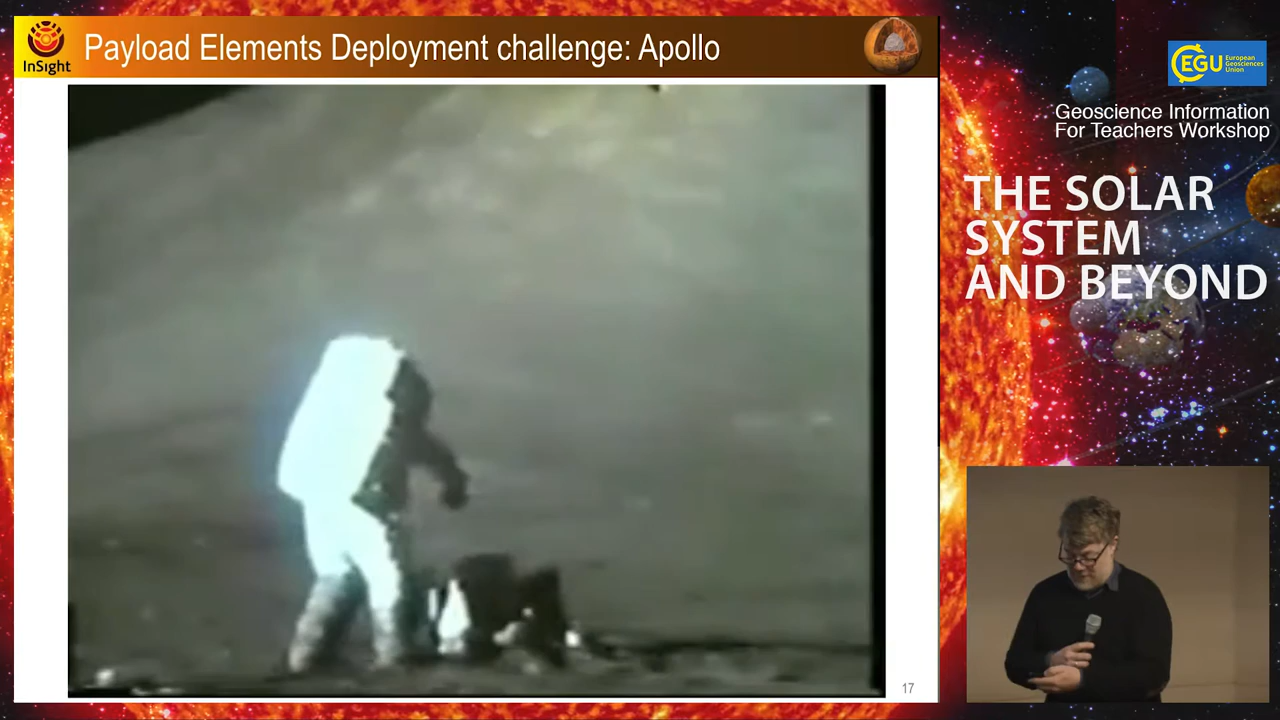 InSight
Payload Elements Deployment challenge: Apollo
17
EGU
European
Geosciences
Union
Geoscience Information
For Teachers Workshop
THE SOLAR
SYSTEM
AND BEYOND